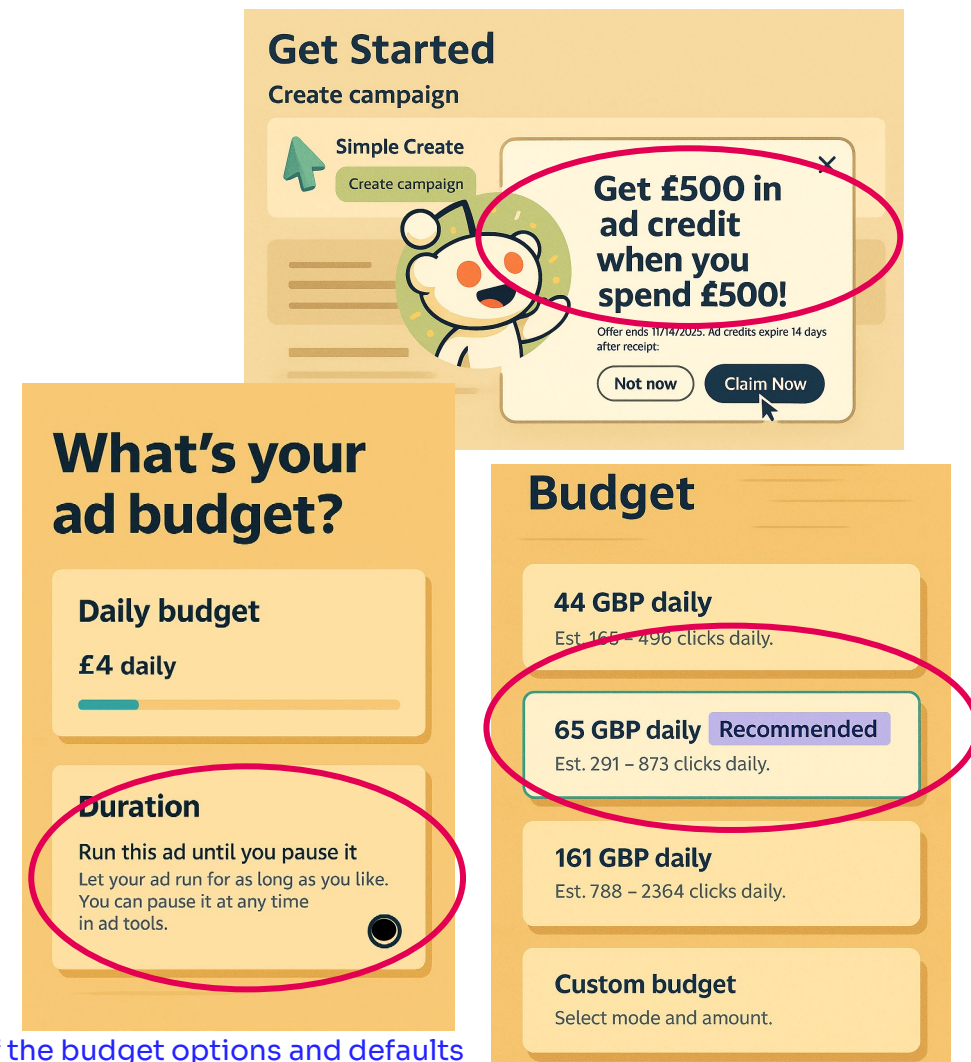 Get Started
Create campaign
Simple Create
Create campaign
Get £500 in
ad credit
when you
spend £500!
Offer ends 11/14/2025. Ad credits expire 14 days
after receipt:
Not now
Claim Now
What's your
ad budget?
Daily budget
£4 daily
Duration
Run this ad until you pause it
Let your ad run for as long as you like.
You can pause it at any time
in ad tools.
Budget
44 GBP daily
Est. 165 – 496 clicks daily.
65 GBP daily Recommended
Est. 291 – 873 clicks daily.
161 GBP daily
Est. 788 – 2364 clicks daily.
Custom budget
Select mode and amount.
the budget options and defaults